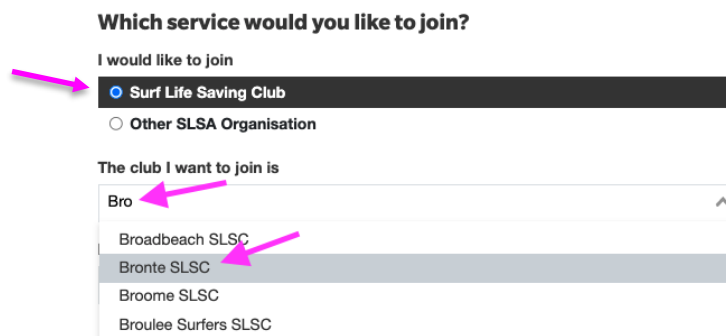 Which service would you like to join?
I would like to join
Surf Life Saving Club
Other SLSA Organisation
The club I want to join is
Bro
Broadbeach SLSC
Bronte SLSC
Broome SLSC
Broulee Surfers SLSC